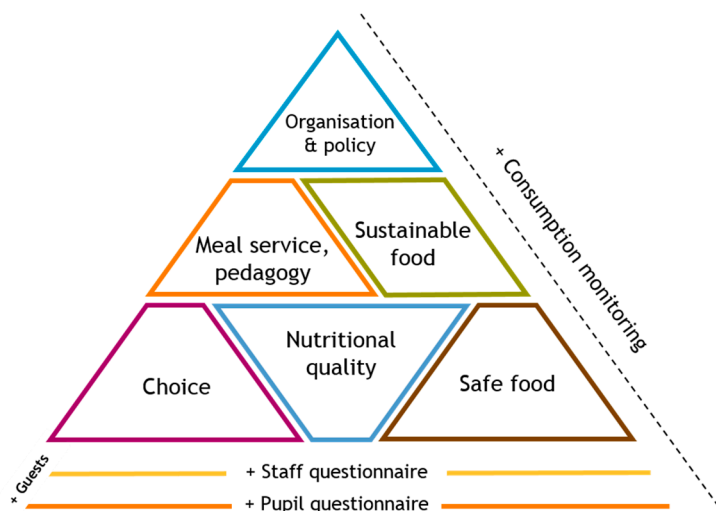 Organisation
& policy
Meal service,
pedagogy
Sustainable
food
+ Consumption monitoring
Choice
Nutritional
quality
Safe food
+ Guests
+ Staff questionnaire
+ Pupil questionnaire